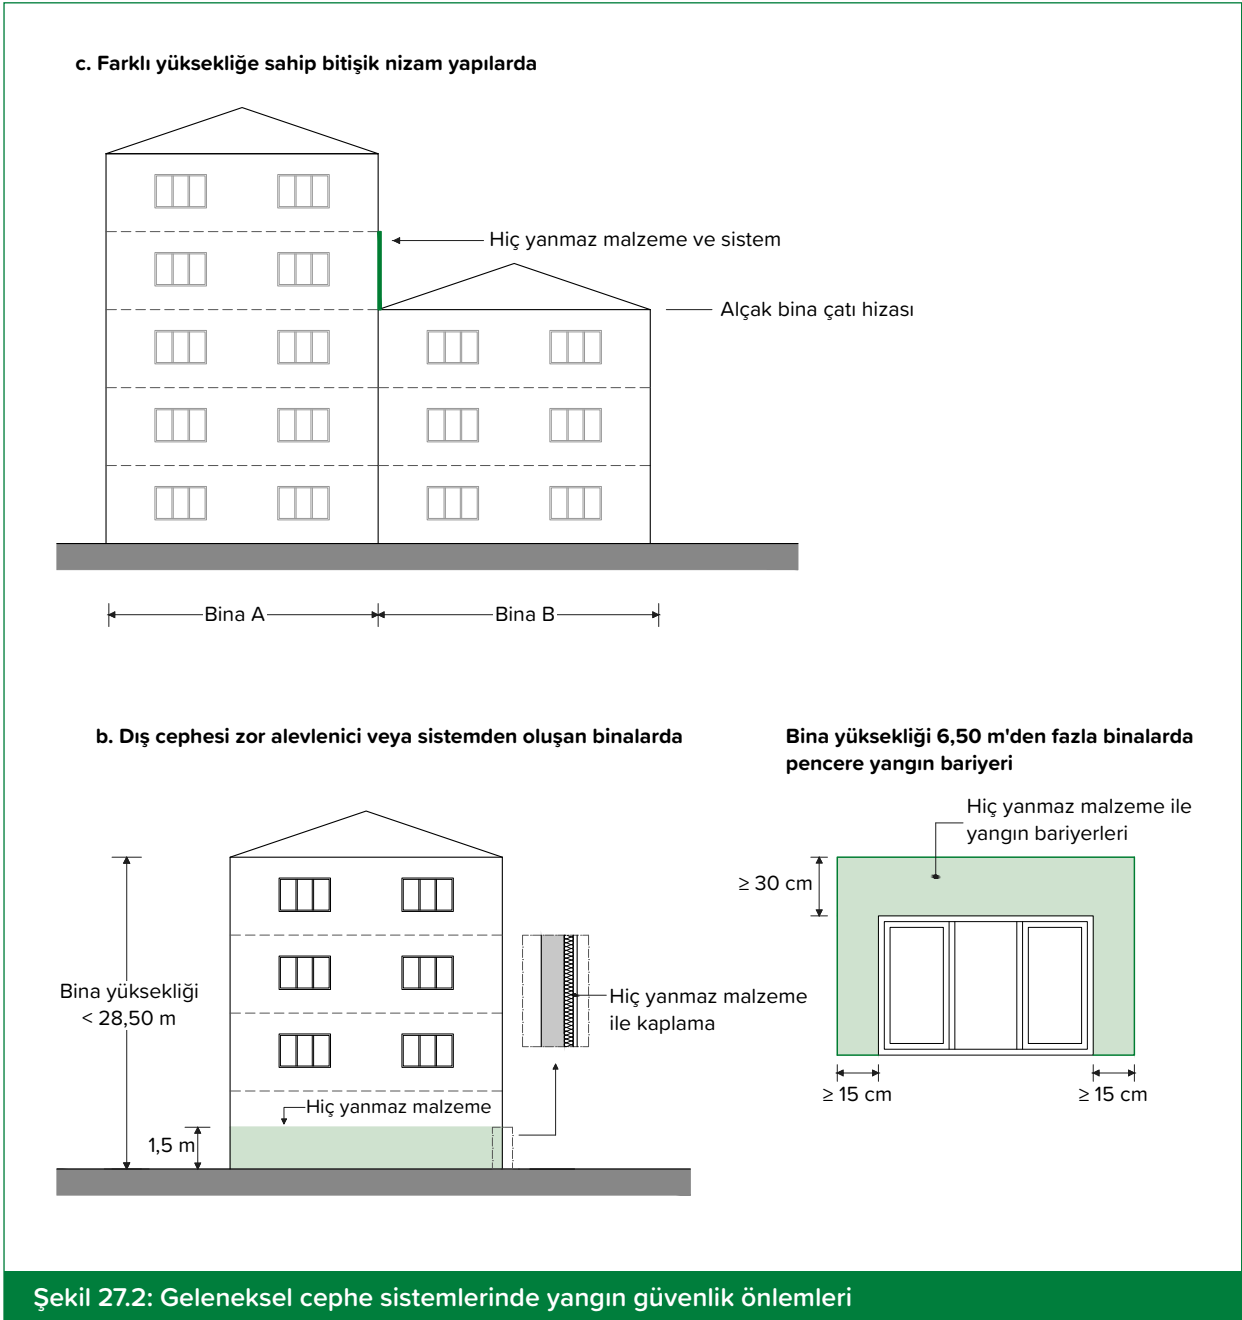 c. Farklı yüksekliğe sahip bitişik nizam yapılarda
Hiç yanmaz malzeme ve sistem
Alçak bina çatı hizası
Bina A
Bina B
b. Dış cephesi zor alevlenici veya sistemden oluşan binalarda
Bina yüksekliği
< 28,50 m
1,5 m
Hiç yanmaz malzeme
Hiç yanmaz malzeme
ile kaplama
Bina yüksekliği 6,50 m'den fazla binalarda
pencere yangın bariyeri
Hiç yanmaz malzeme ile
yangın bariyerleri
≥ 30 cm
≥ 15 cm
≥ 15 cm
Şekil 27.2: Geleneksel cephe sistemlerinde yangın güvenlik önlemleri